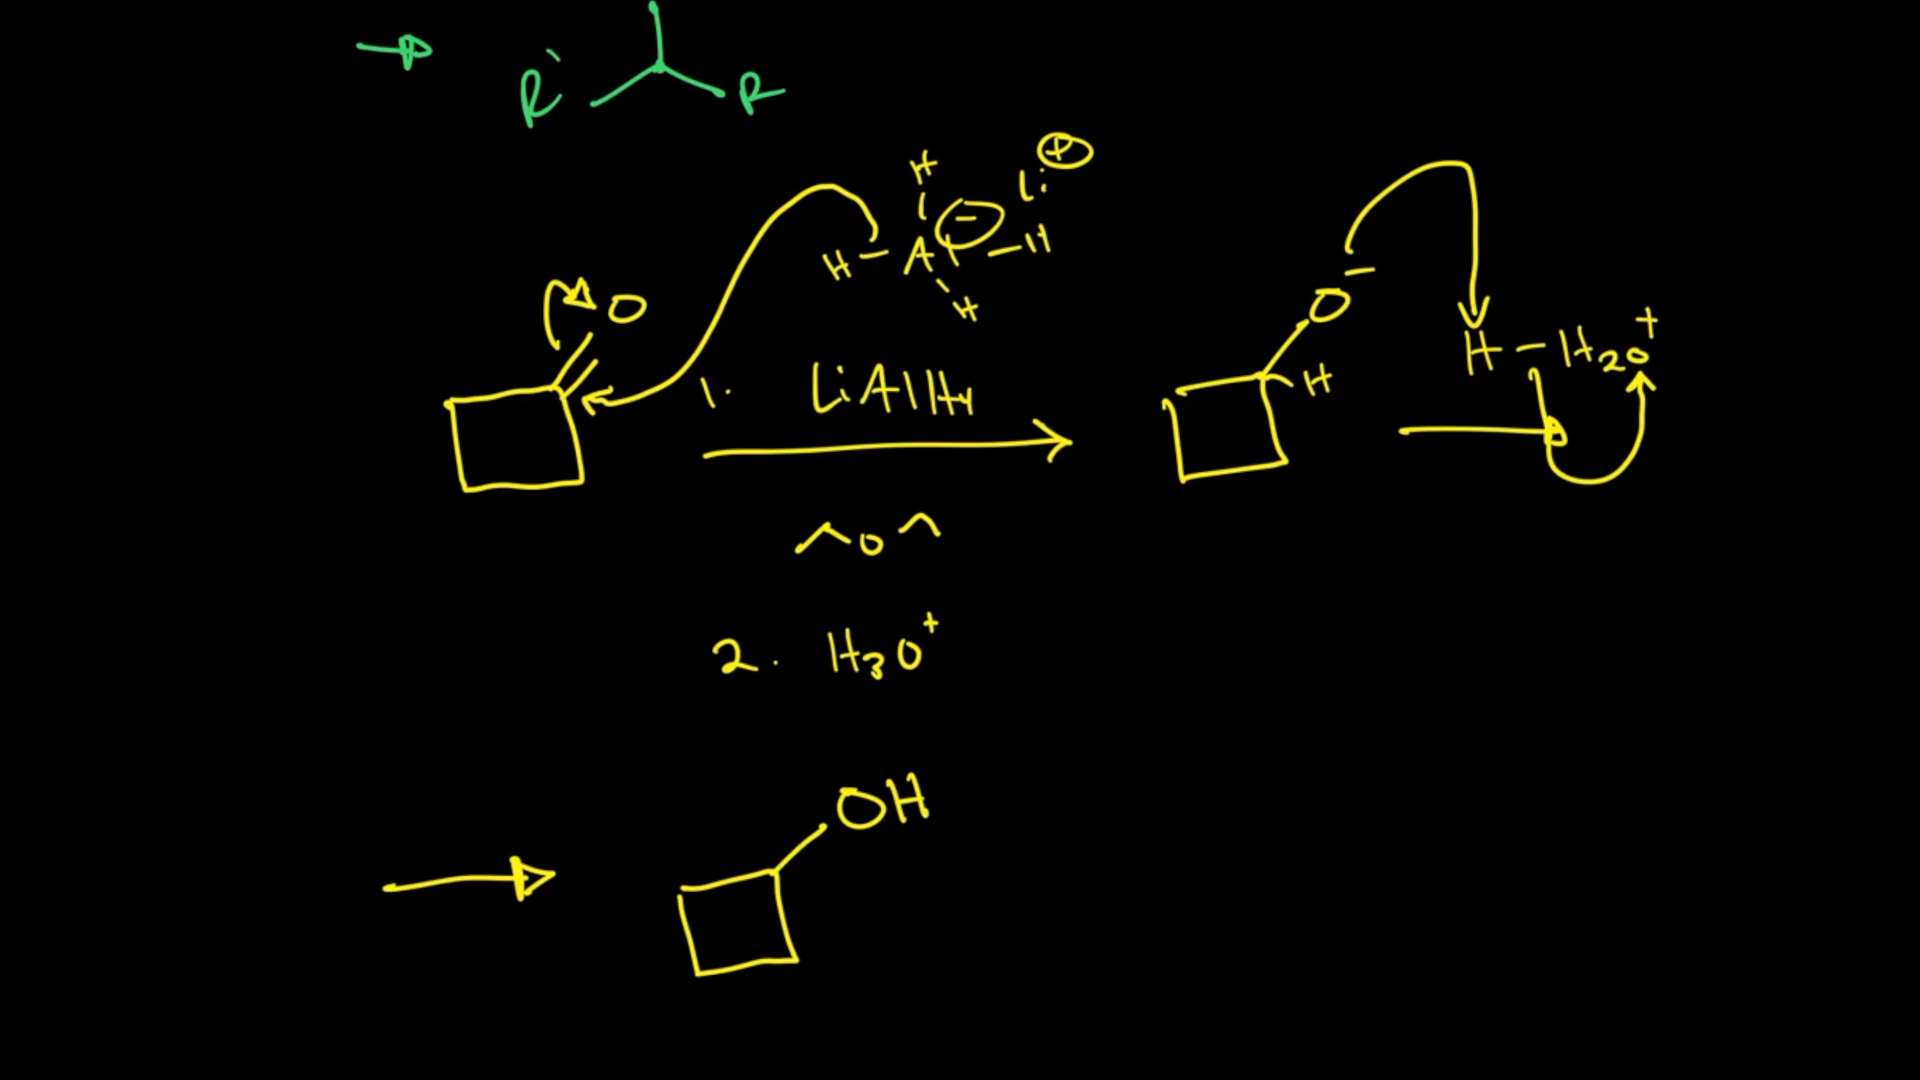 R' R
H
Li +
H - Al - H
−
H
O
O −
H - H2O +
H
1. LiAlH4
O
2. H3O+
OH